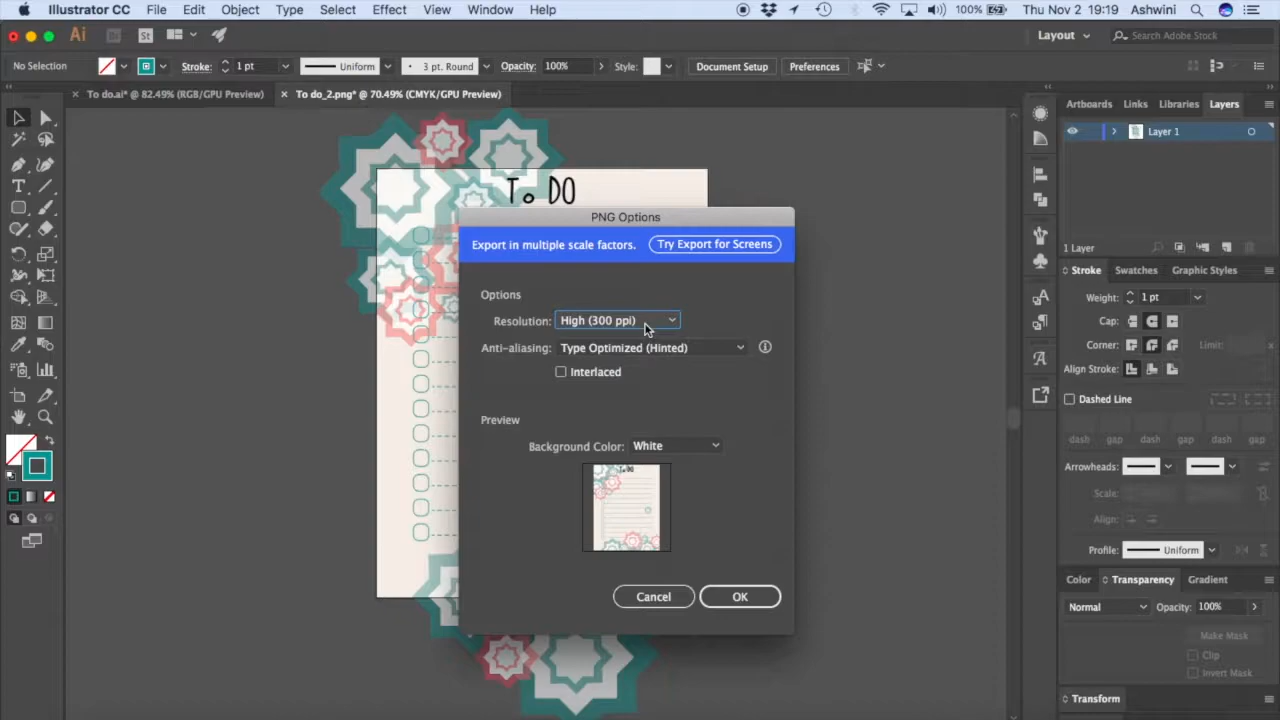 Illustrator CC File Edit Object Type Select Effect View Window Help 100% Thu Nov 2 19:19 Ashwini
Ai Br St Layout Search Adobe Stock
No Selection Stroke: 1 pt Uniform 3 pt. Round Opacity: 100% Style: Document Setup Preferences
To do.ai* @ 82.49% (RGB/GPU Preview) To do_2.png* @ 70.49% (CMYK/GPU Preview)
Artboards Links Libraries Layers
Layer 1
To DO
PNG Options
Export in multiple scale factors. Try Export for Screens
1 Layer
Stroke Swatches Graphic Styles
Options
Weight: 1 pt
Resolution: High (300 ppi)
Cap:
Corner: Limit:
Anti-aliasing: Type Optimized (Hinted)
Align Stroke:
Interlaced
Dashed Line
Preview
dash gap dash gap dash gap
Background Color: White
Arrowheads:
Scale:
Align:
Profile: Uniform
Color Transparency Gradient
Cancel OK
Normal Opacity: 100%
Make Mask
Clip
Invert Mask
Transform